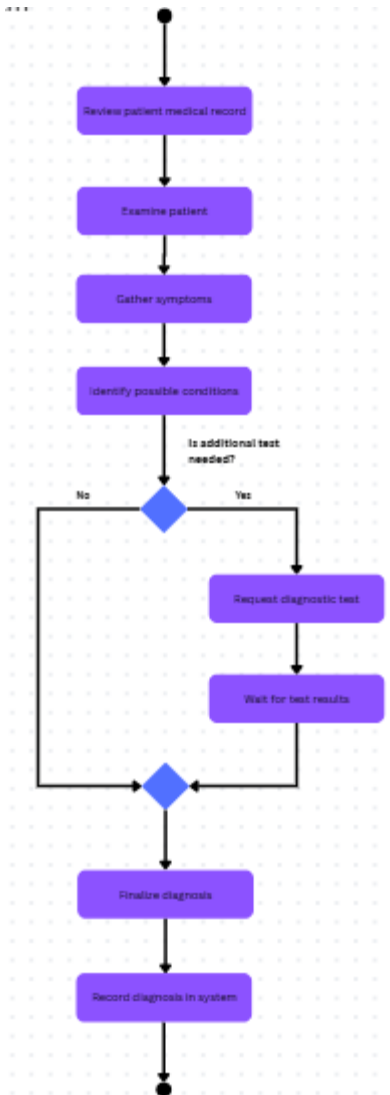 Review patient medical record
Examine patient
Gather symptoms
Identify possible conditions
Is additional test
needed?
No
Yes
Request diagnostic test
Wait for test results
Finalize diagnosis
Record diagnosis in system